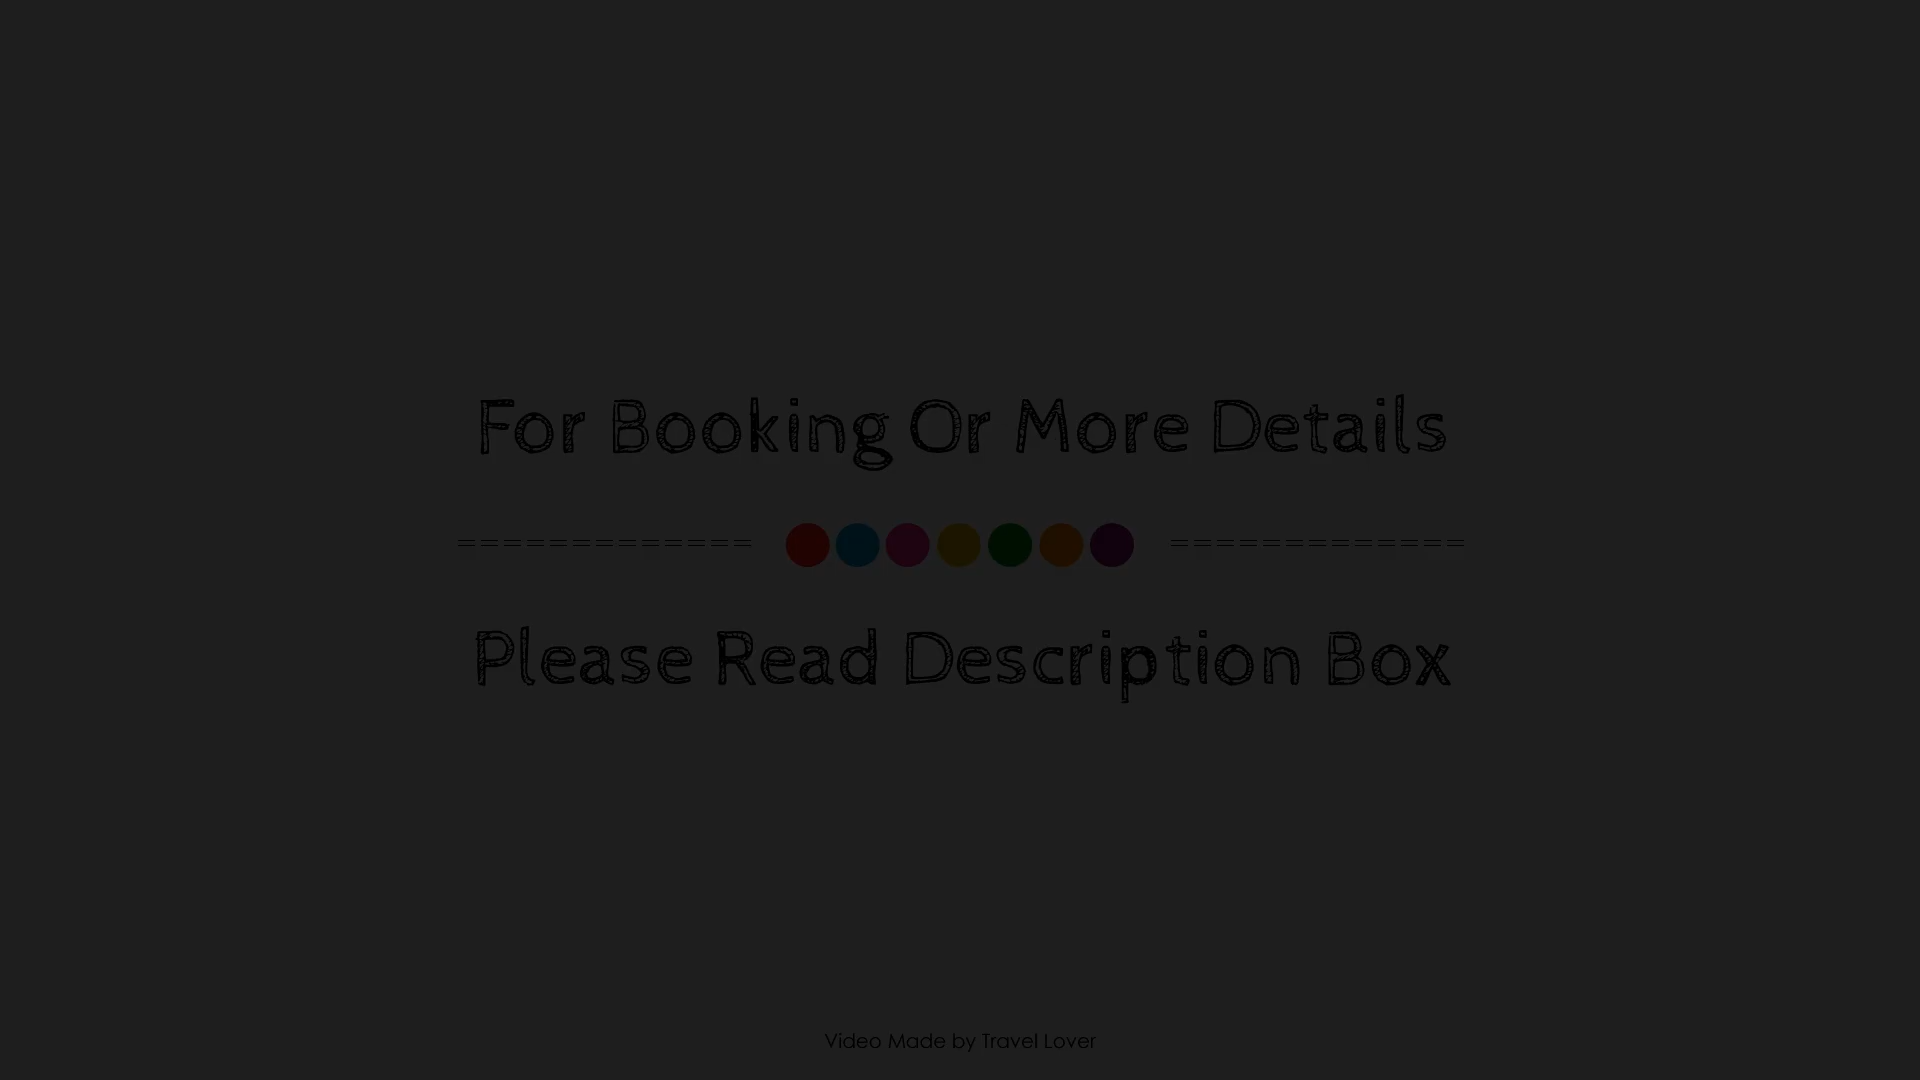 For Booking Or More Details
============= =============
Please Read Description Box
Video Made by Travel Lover